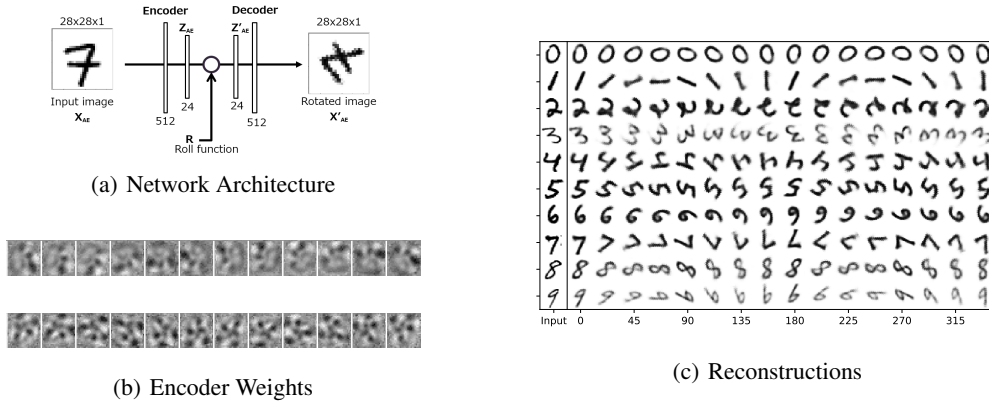 Encoder
Decoder
28x28x1
Z_AE
Z'_AE
28x28x1
Input image
X_AE
512
24
24
512
Rotated image
X'_AE
R
Roll function
(a) Network Architecture
(b) Encoder Weights
Input 0 45 90 135 180 225 270 315
(c) Reconstructions